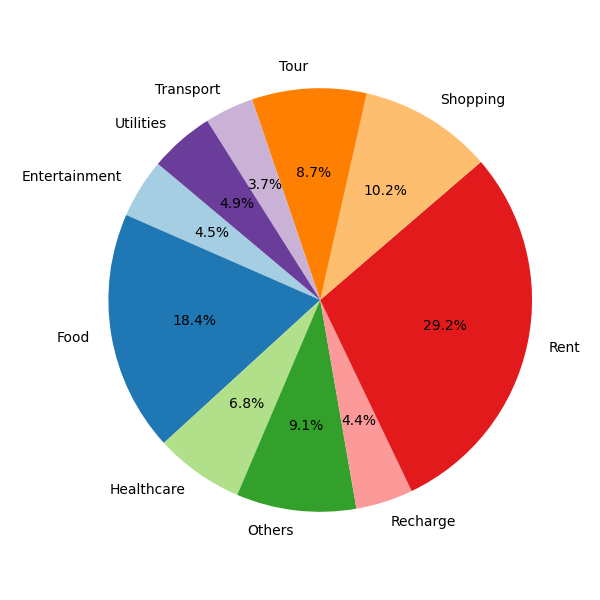 Tour
Transport
Shopping
Utilities
8.7%
Entertainment
3.7%
10.2%
4.9%
4.5%
18.4%
29.2%
Food
Rent
6.8%
4.4%
9.1%
Healthcare
Recharge
Others